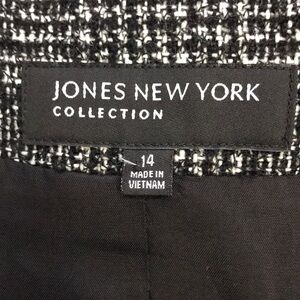 JONES NEW YORK
COLLECTION
14
MADE IN
VIETNAM